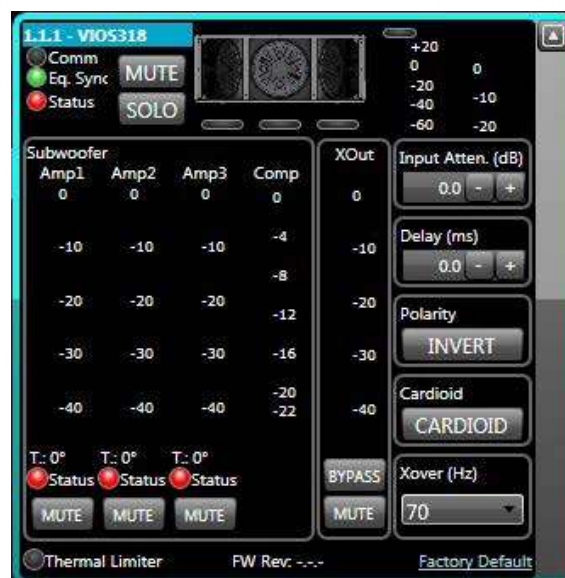 1.1.1 - VIOS318
Comm
Eq. Sync
Status
MUTE
SOLO
+20
0
-20
-40
-60
0
-10
-20
Subwoofer
Amp1 Amp2 Amp3 Comp
0 0 0 0
-4
-10 -10 -10
-8
-20 -20 -20
-12
-30 -30 -30 -16
-20
-40 -40 -40 -22
T.: 0° T.: 0° T.: 0°
Status Status Status
MUTE MUTE MUTE
XOut
0
-10
-20
-30
-40
BYPASS
MUTE
Input Atten. (dB)
0.0 - +
Delay (ms)
0.0 - +
Polarity
INVERT
Cardioid
CARDIOID
Xover (Hz)
70
Thermal Limiter FW Rev: -.-.- Factory Default